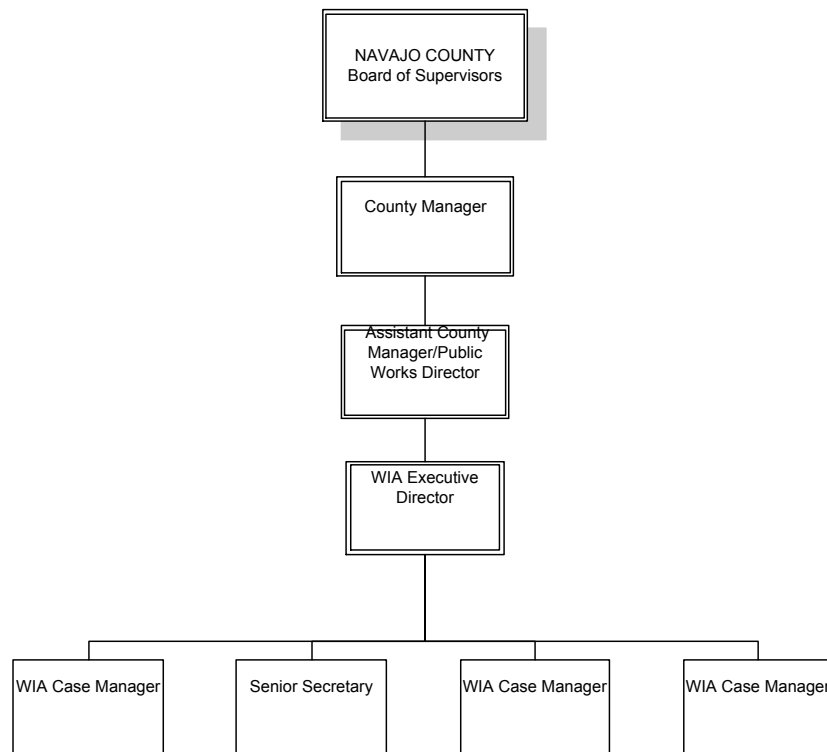 NAVAJO COUNTY
Board of Supervisors
County Manager
Assistant County
Manager/Public
Works Director
WIA Executive
Director
WIA Case Manager
Senior Secretary
WIA Case Manager
WIA Case Manager